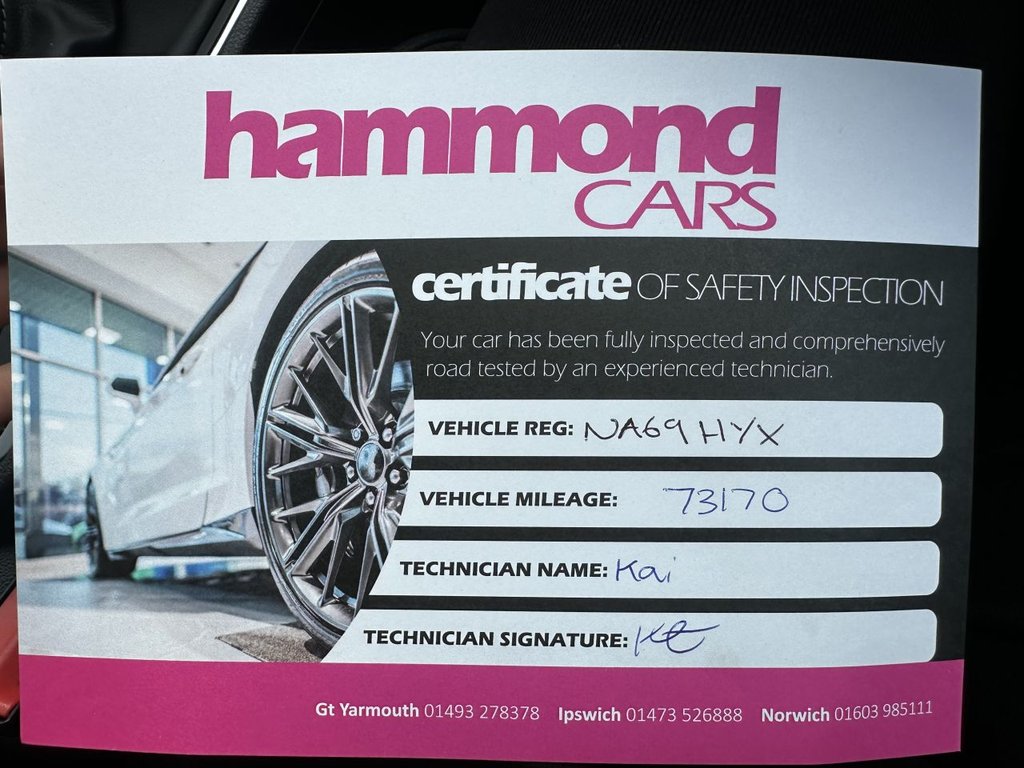 hammond
CARS
certificate OF SAFETY INSPECTION
Your car has been fully inspected and comprehensively
road tested by an experienced technician.
VEHICLE REG: NA69 HYX
VEHICLE MILEAGE: 73170
TECHNICIAN NAME: Kai
TECHNICIAN SIGNATURE:
Gt Yarmouth 01493 278378 Ipswich 01473 526888 Norwich 01603 985111